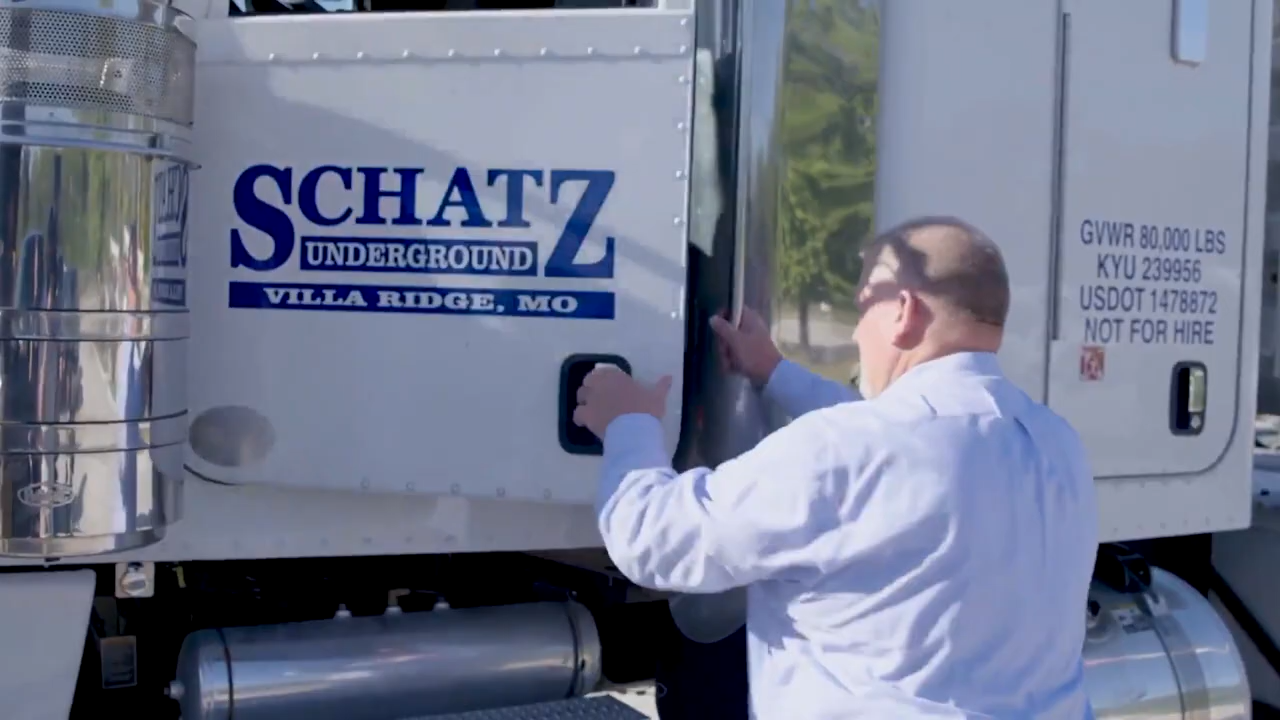 SCHATZ
UNDERGROUND
VILLA RIDGE, MO
GVWR 80,000 LBS
KYU 239956
USDOT 1478872
NOT FOR HIRE